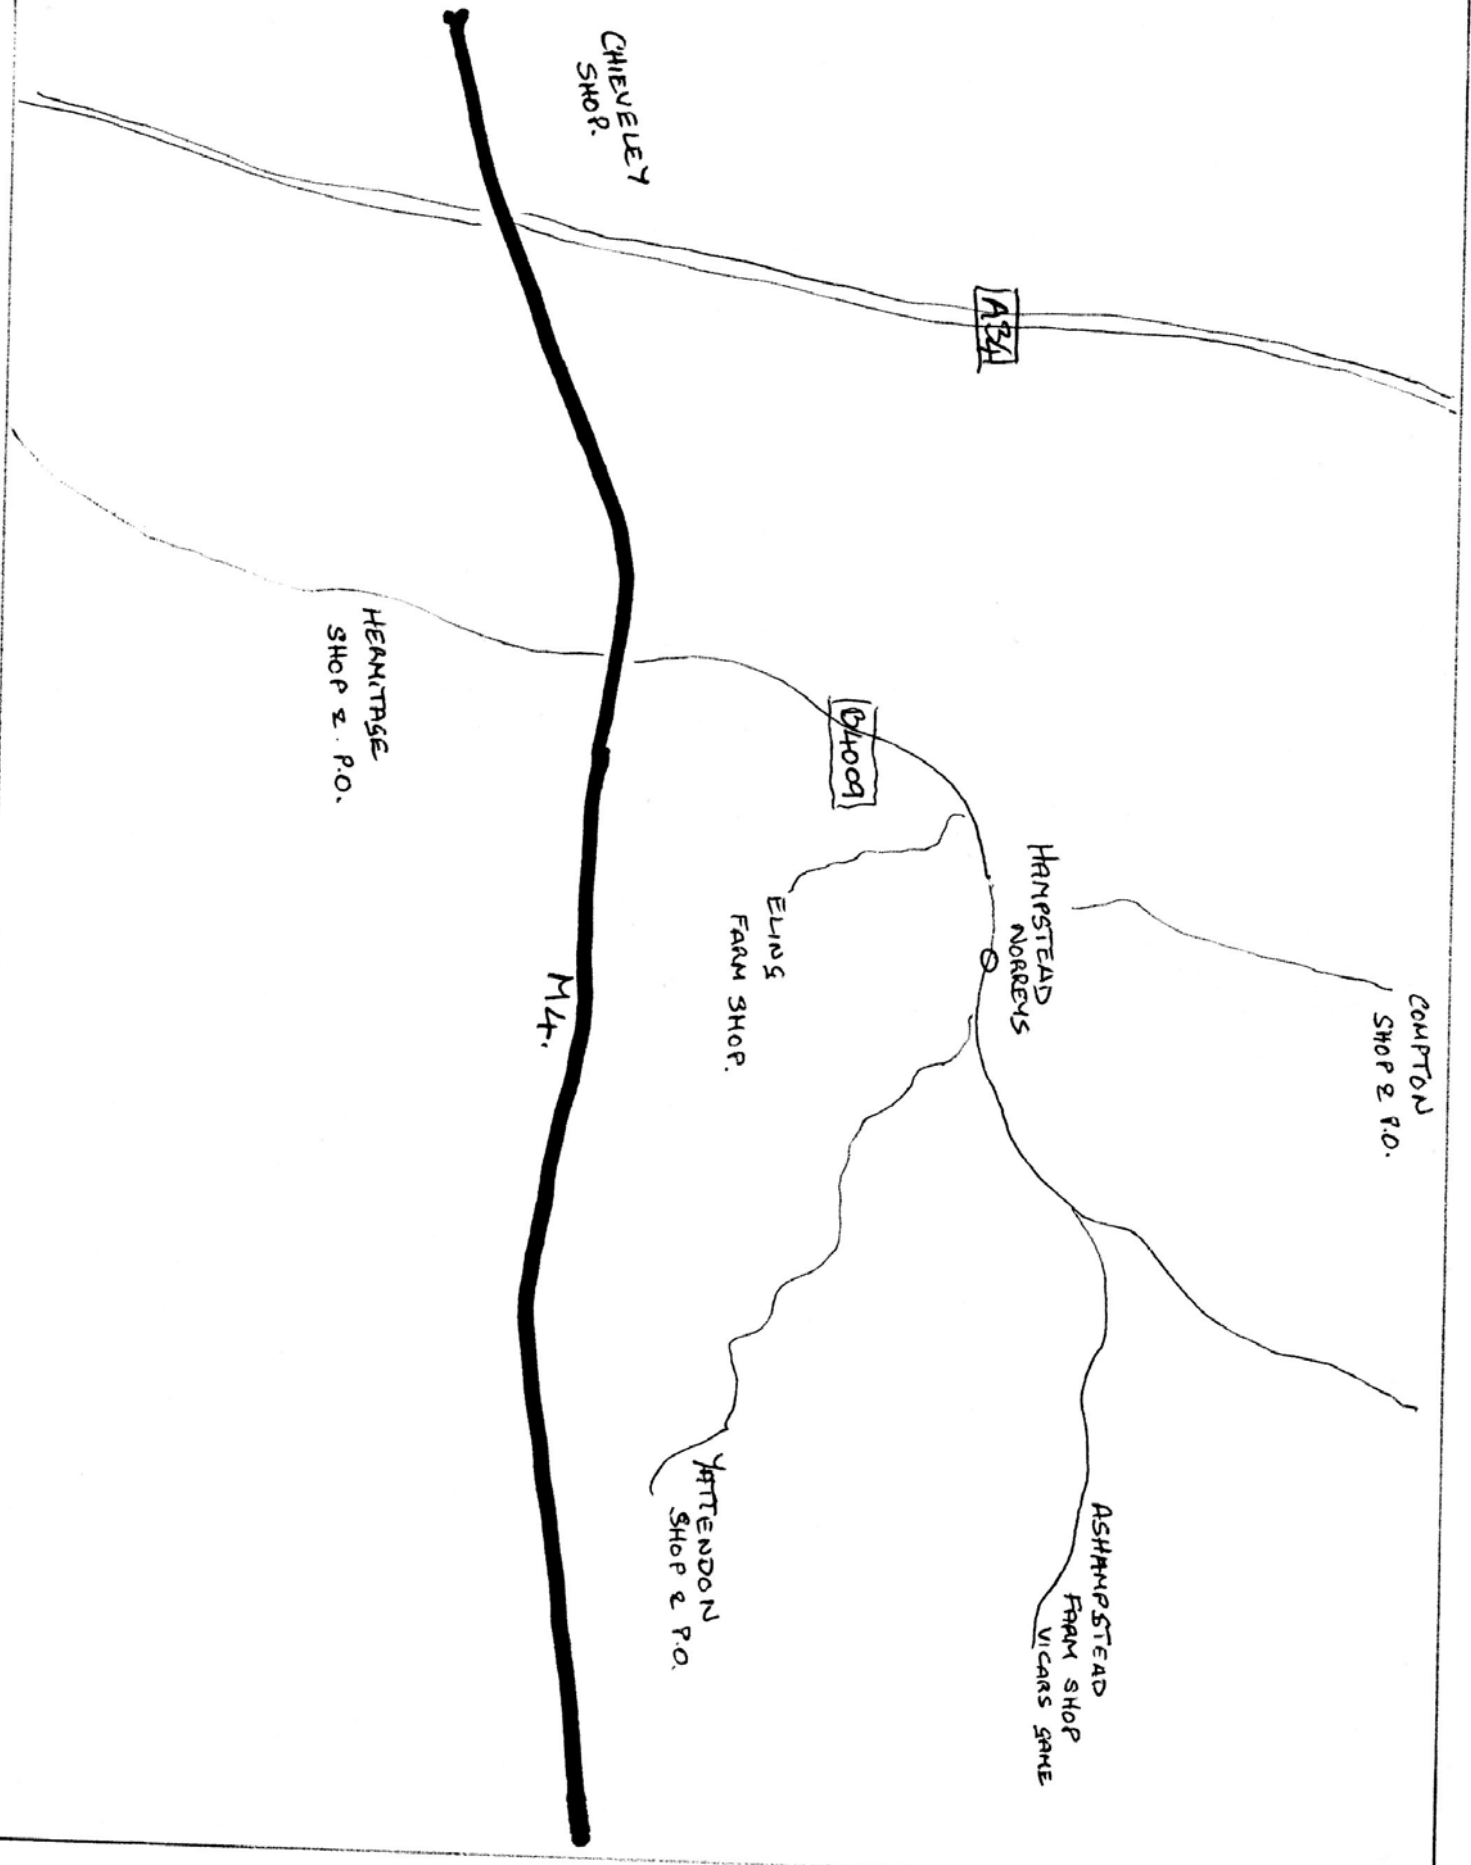 COMPTON
SHOP & P.O.
ASHAMPSTEAD
FARM SHOP
VICARS GAME
HAMPSTEAD
NORREYS
A34
B4009
ELING
FARM SHOP.
YATTENDON
SHOP & P.O.
CHIEVELEY
SHOP.
M4.
HERMITAGE
SHOP &. P.O.